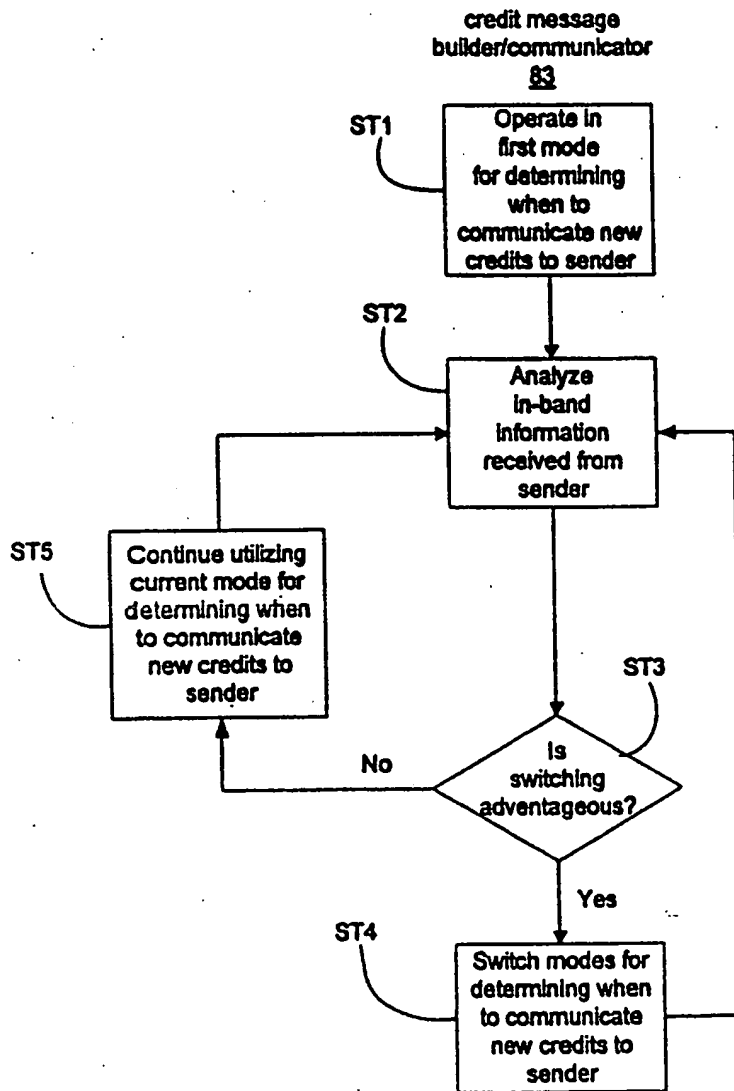 credit message
builder/communicator
83
ST1
Operate in
first mode
for determining
when to
communicate new
credits to sender
ST2
Analyze
in-band
information
received from
sender
ST5
Continue utilizing
current mode for
determining when
to communicate
new credits to
sender
ST3
Is
switching
adventageous?
No
Yes
ST4
Switch modes for
determining when
to communicate
new credits to
sender